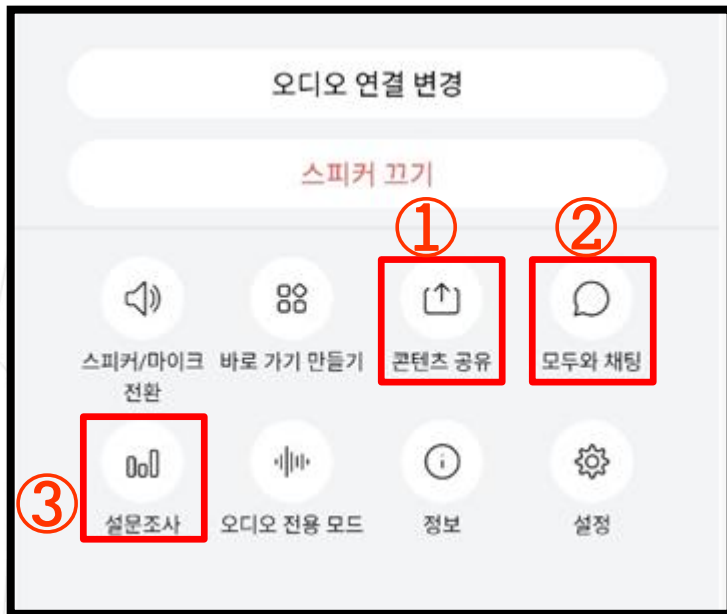 오디오 연결 변경
스피커 끄기
① ②
스피커/마이크 전환
바로 가기 만들기
콘텐츠 공유
모두와 채팅
③
설문조사
오디오 전용 모드
정보
설정